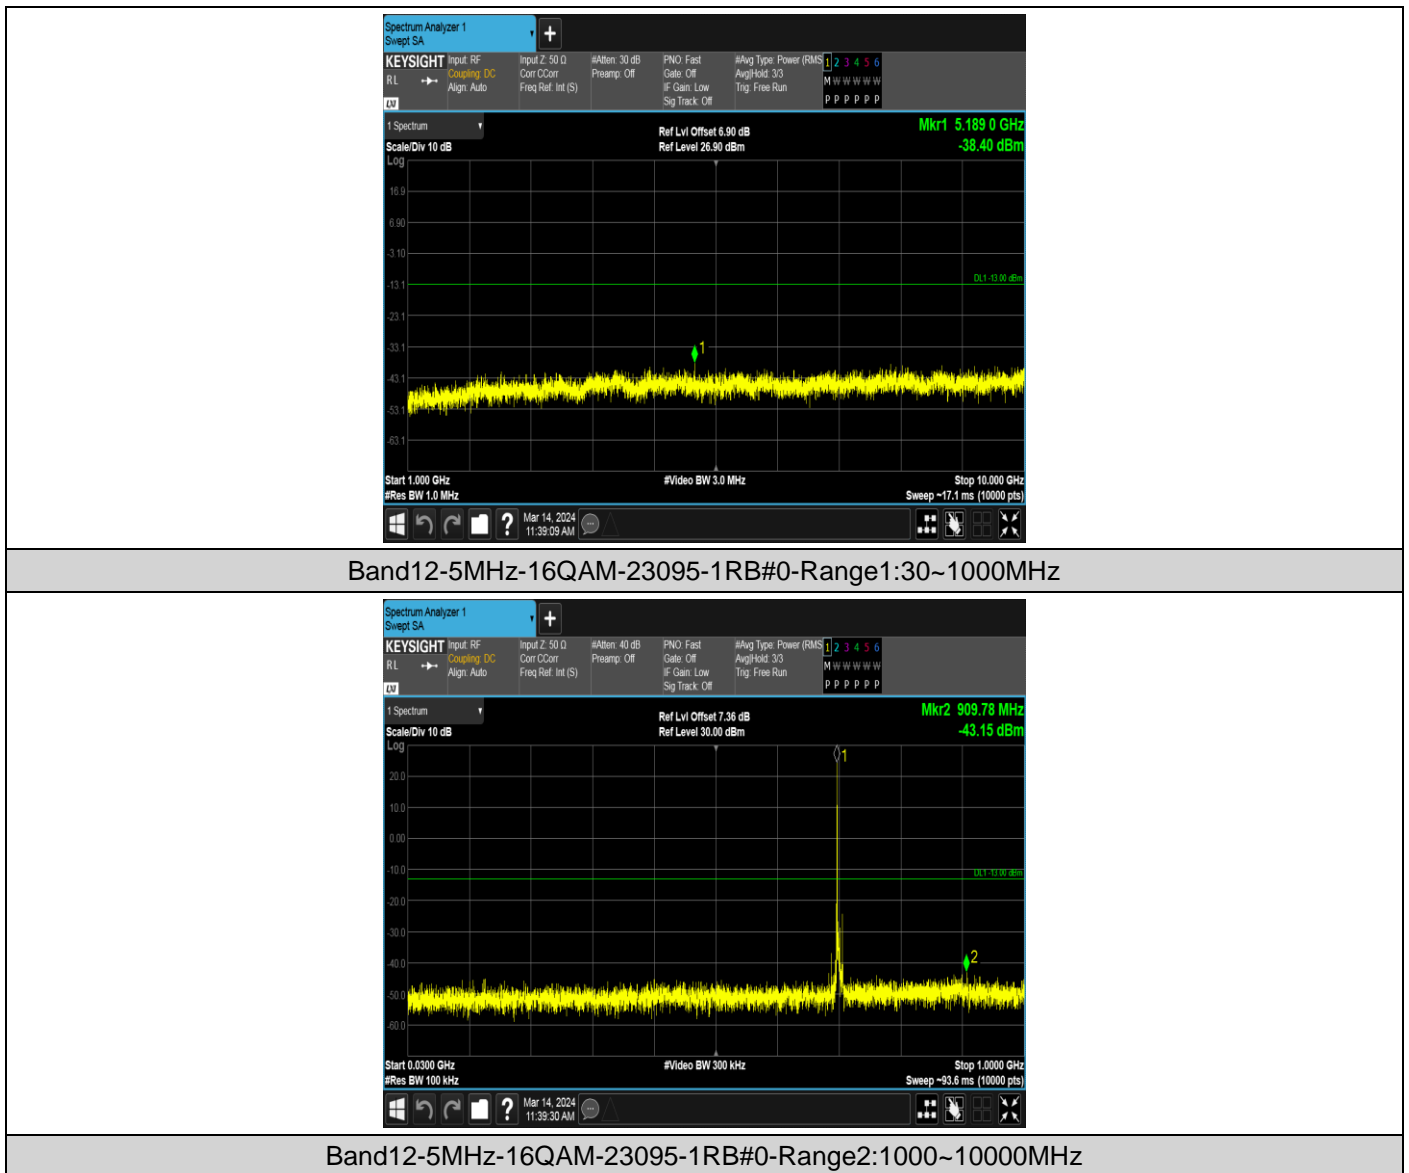 Spectrum Analyzer 1
Swept SA
+
KEYSIGHT Input: RF Input Z: 50 Ω #Atten: 30 dB PNO: Fast #Avg Type: Power (RMS 1 2 3 4 5 6
RL Coupling: DC Corr CCorr Preamp: Off Gate: Off Avg|Hold: 3/3 M W W W W W
Align: Auto Freq Ref: Int (S) IF Gain: Low Trig: Free Run
LXI Sig Track: Off P P P P P P
1 Spectrum Ref Lvl Offset 6.90 dB Mkr1 5.189 0 GHz
Scale/Div 10 dB Ref Level 26.90 dBm -38.40 dBm
Log
16.9
6.90
-3.10
DL1 -13.00 dBm
-13.1
-23.1
-33.1
1
-43.1
-53.1
-63.1
Start 1.000 GHz #Video BW 3.0 MHz Stop 10.000 GHz
#Res BW 1.0 MHz Sweep ~17.1 ms (10000 pts)
? Mar 14, 2024
11:39:09 AM
Band12-5MHz-16QAM-23095-1RB#0-Range1:30~1000MHz
Spectrum Analyzer 1
Swept SA
+
KEYSIGHT Input: RF Input Z: 50 Ω #Atten: 40 dB PNO: Fast #Avg Type: Power (RMS 1 2 3 4 5 6
RL Coupling: DC Corr CCorr Preamp: Off Gate: Off Avg|Hold: 3/3 M W W W W W
Align: Auto Freq Ref: Int (S) IF Gain: Low Trig: Free Run
LXI Sig Track: Off P P P P P P
1 Spectrum Ref Lvl Offset 7.36 dB Mkr2 909.78 MHz
Scale/Div 10 dB Ref Level 30.00 dBm -43.15 dBm
Log
1
20.0
10.0
0.00
-10.0
DL1 -13.00 dBm
-20.0
-30.0
2
-40.0
-50.0
-60.0
Start 0.0300 GHz #Video BW 300 kHz Stop 1.0000 GHz
#Res BW 100 kHz Sweep ~93.6 ms (10000 pts)
? Mar 14, 2024
11:39:30 AM
Band12-5MHz-16QAM-23095-1RB#0-Range2:1000~10000MHz